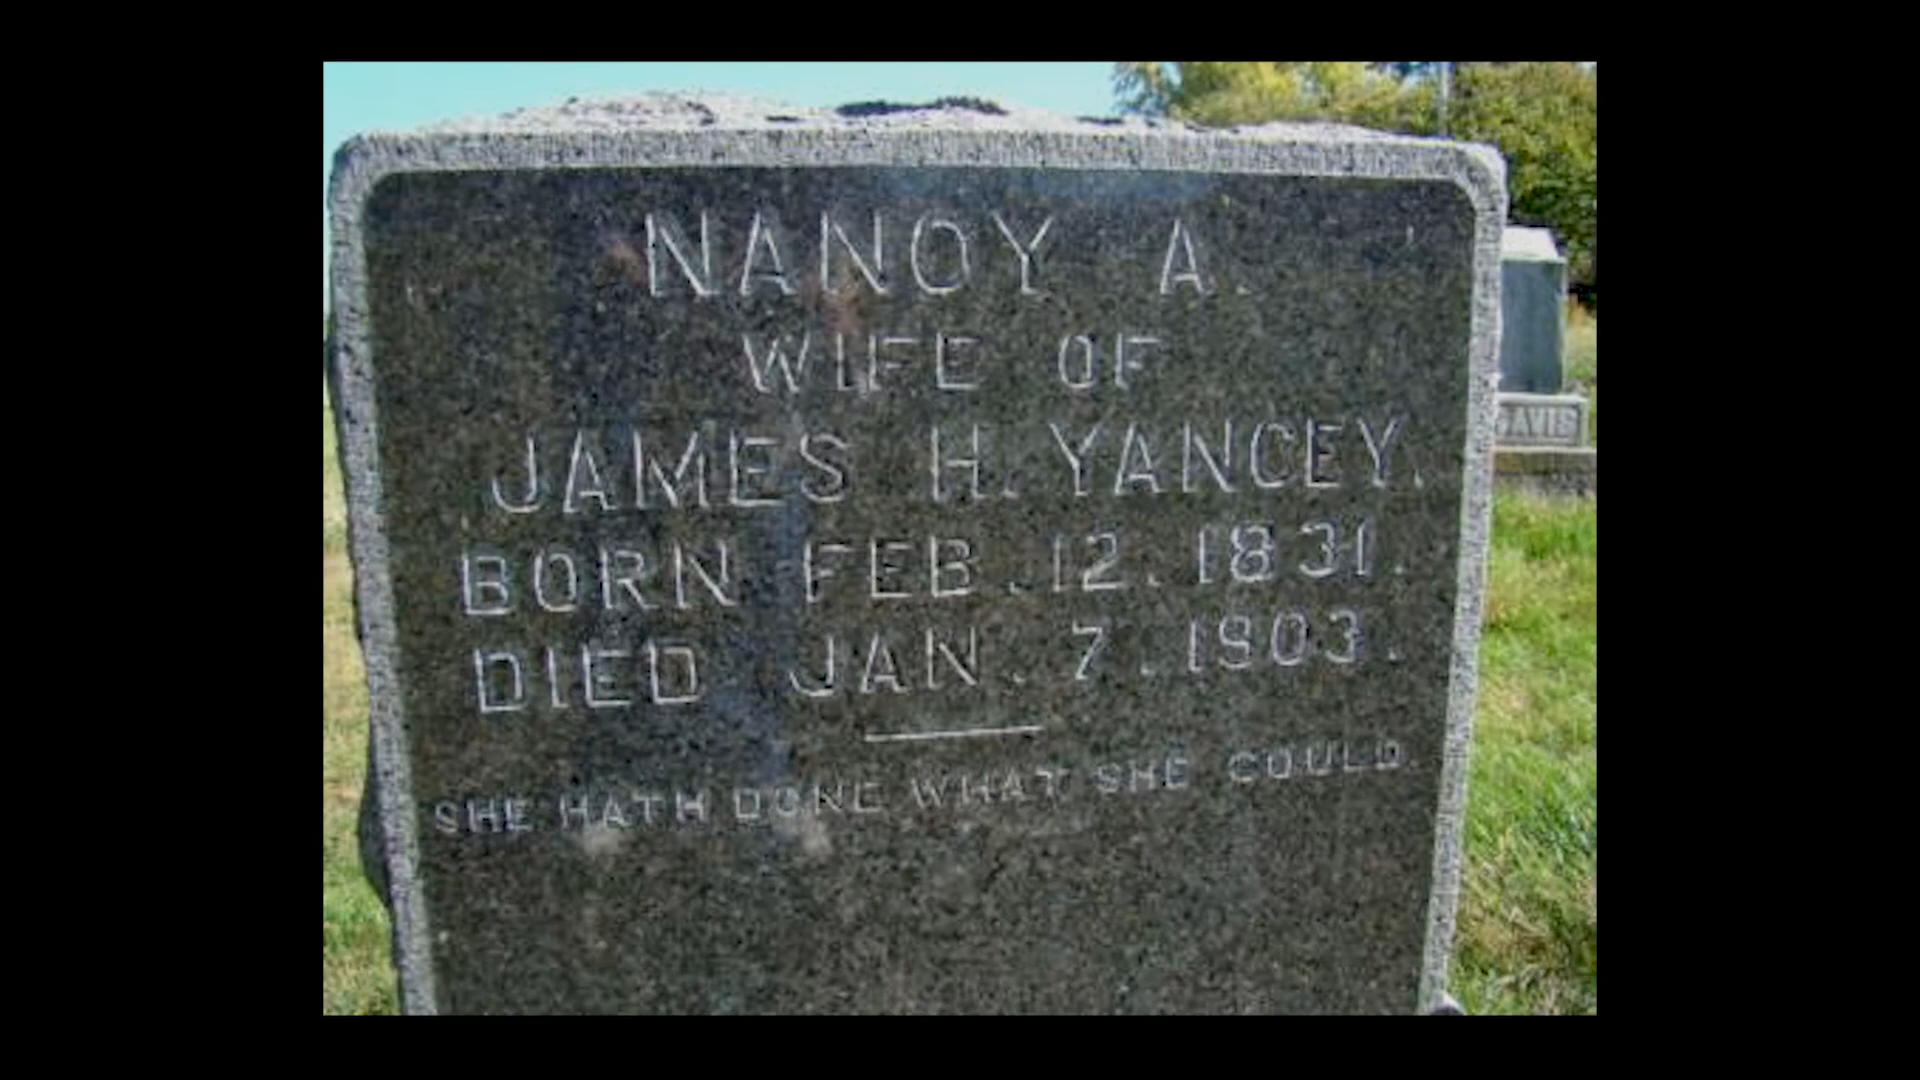 NANCY A.
WIFE OF
JAMES H. YANCEY.
BORN FEB. 12. 1831.
DIED JAN. 7. 1903.
SHE HATH DONE WHAT SHE COULD.
DAVIS